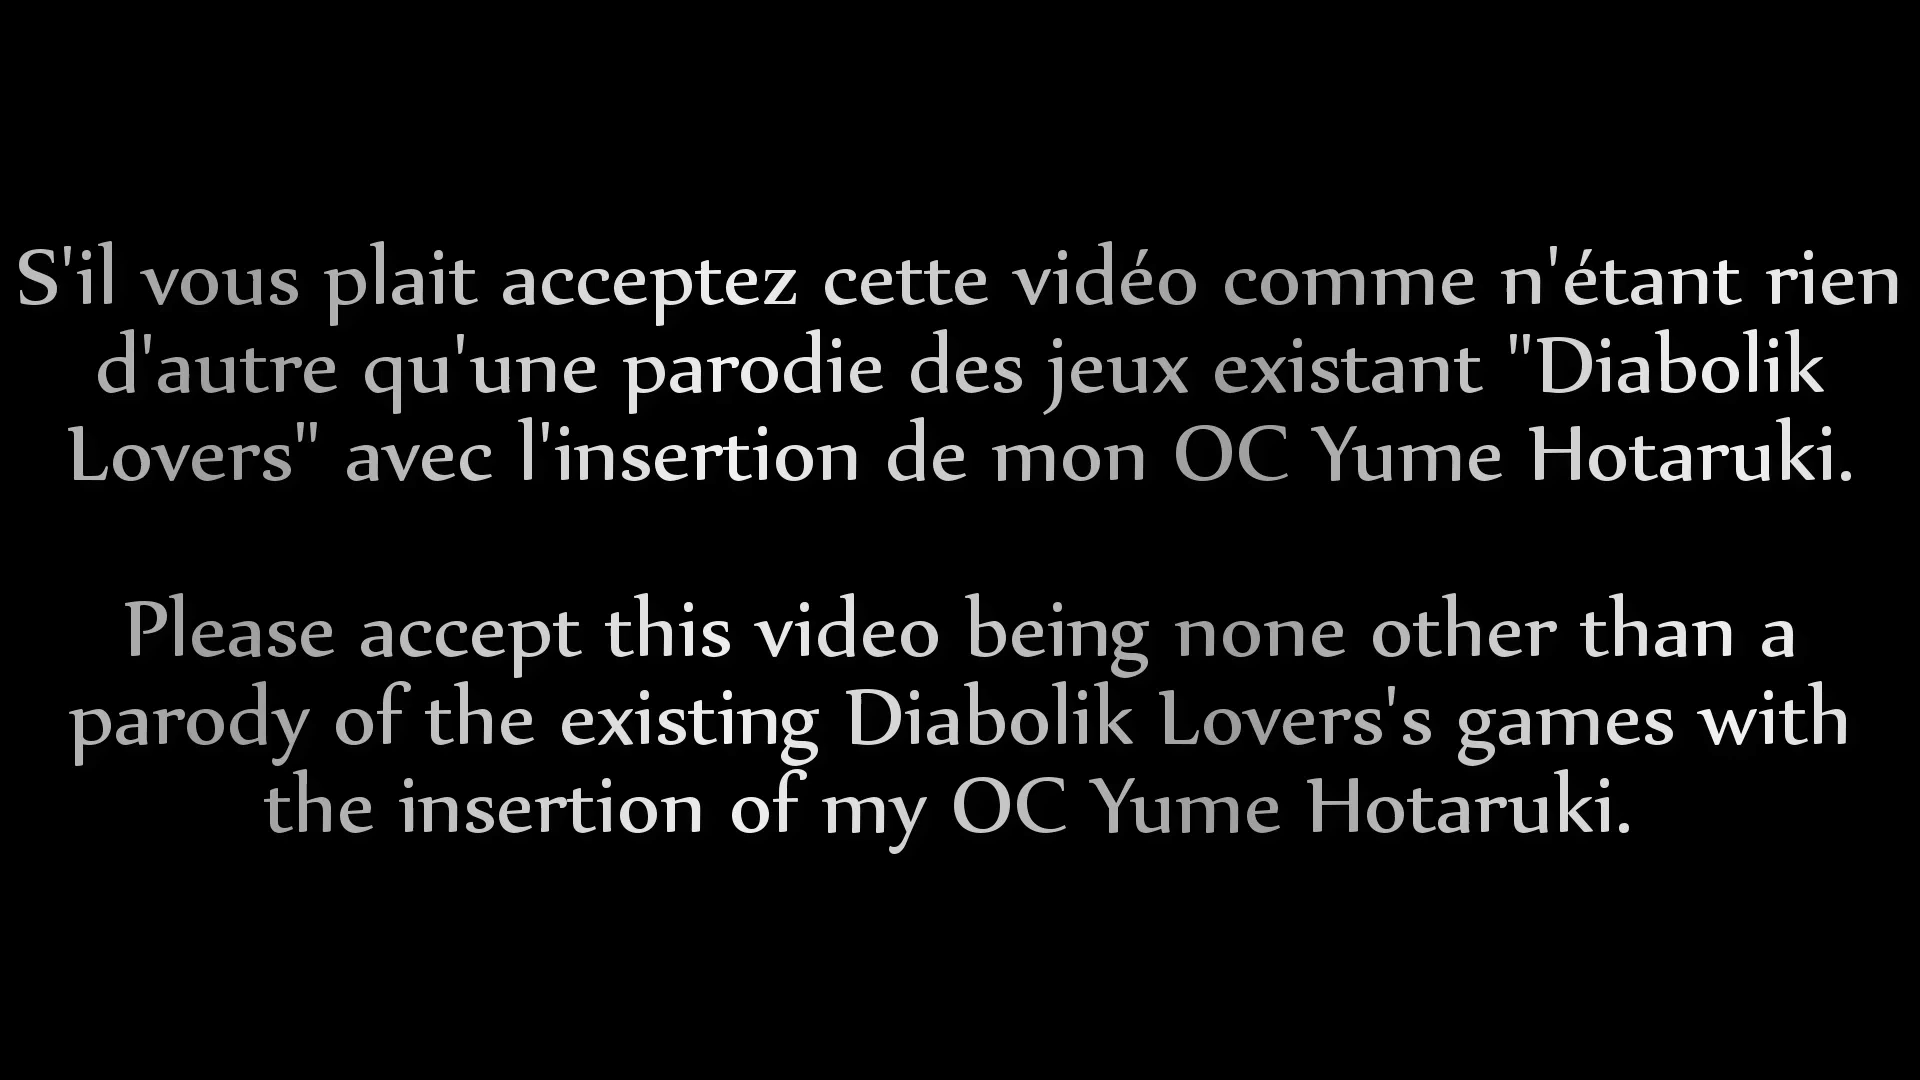 S'il vous plait acceptez cette vidéo comme n'étant rien
d'autre qu'une parodie des jeux existant "Diabolik
Lovers" avec l'insertion de mon OC Yume Hotaruki.
Please accept this video being none other than a
parody of the existing Diabolik Lovers's games with
the insertion of my OC Yume Hotaruki.